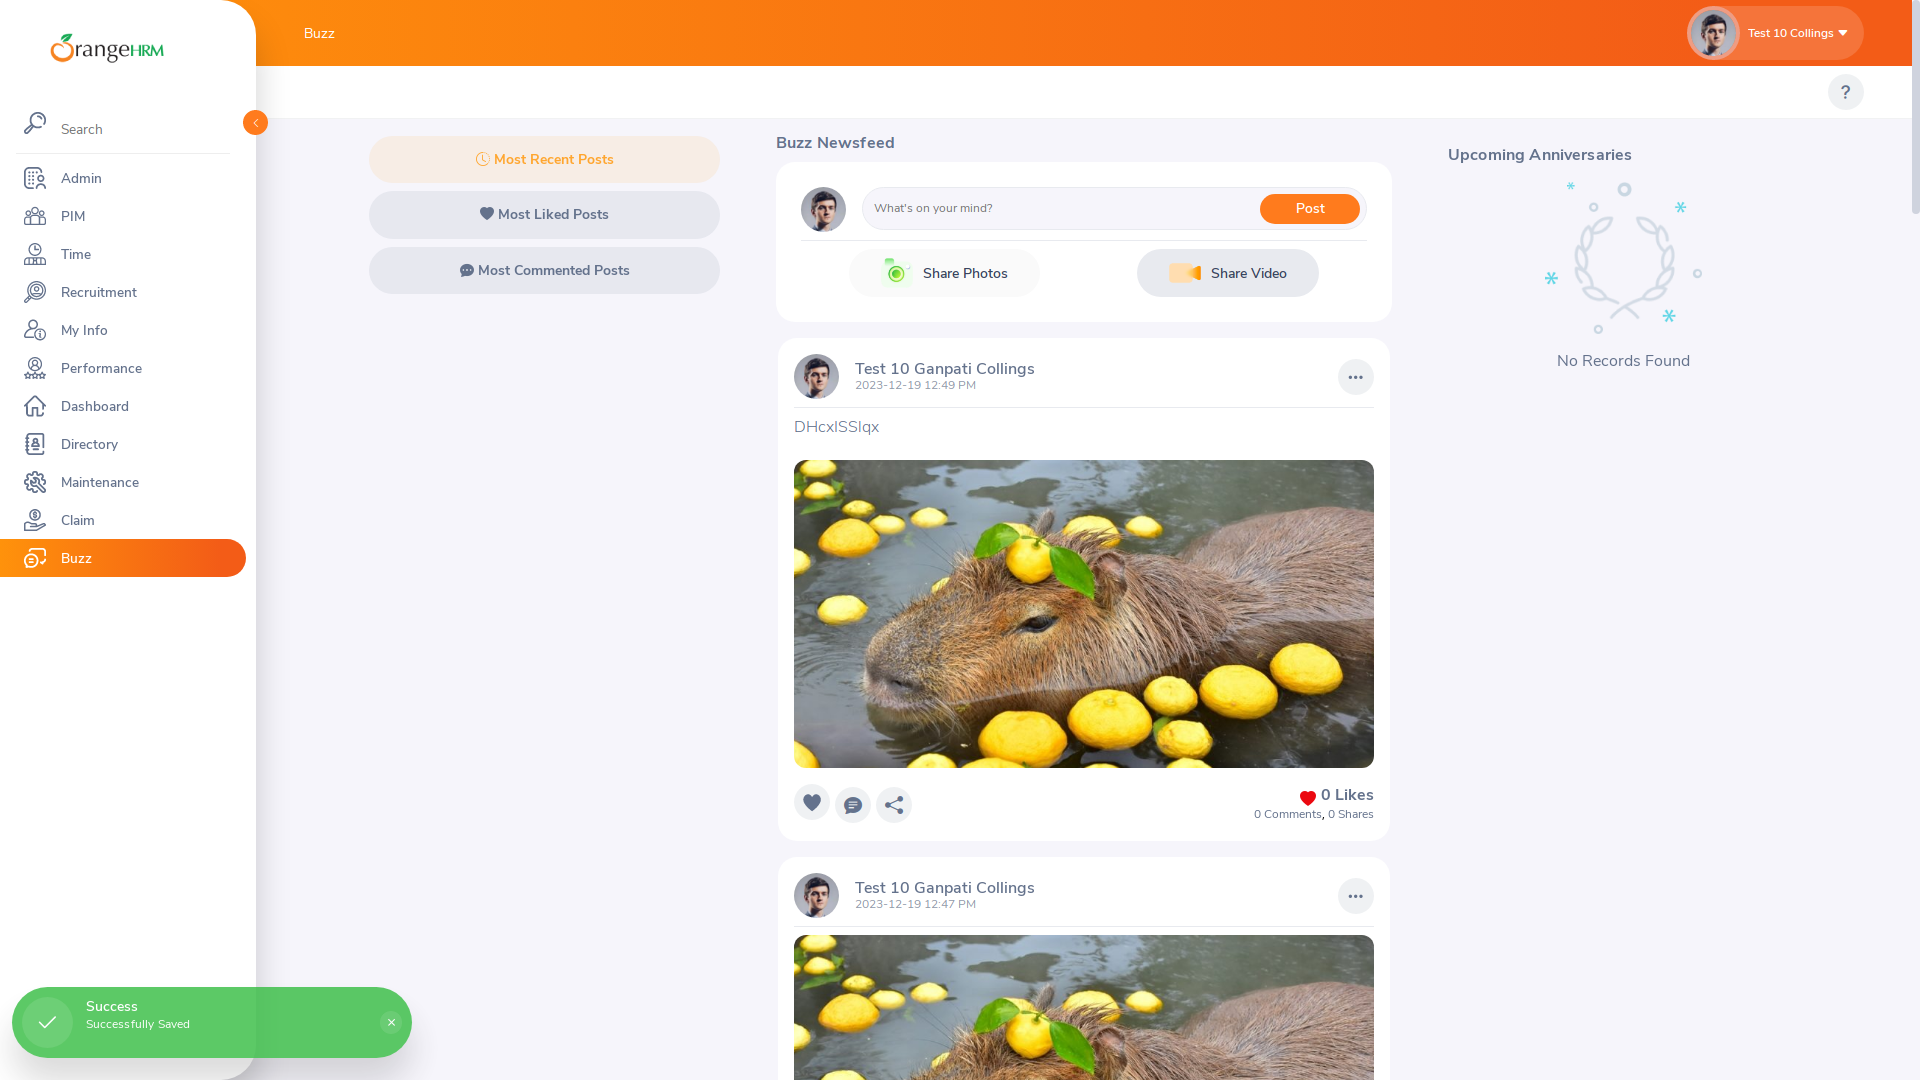 OrangeHRM
Search
Admin
PIM
Time
Recruitment
My Info
Performance
Dashboard
Directory
Maintenance
Claim
Buzz
Buzz
Test 10 Collings
?
Most Recent Posts
Most Liked Posts
Most Commented Posts
Buzz Newsfeed
What's on your mind?
Post
Share Photos
Share Video
Test 10 Ganpati Collings
2023-12-19 12:49 PM
DHcxISSlqx
0 Likes
0 Comments, 0 Shares
Test 10 Ganpati Collings
2023-12-19 12:47 PM
Upcoming Anniversaries
No Records Found
Success
Successfully Saved